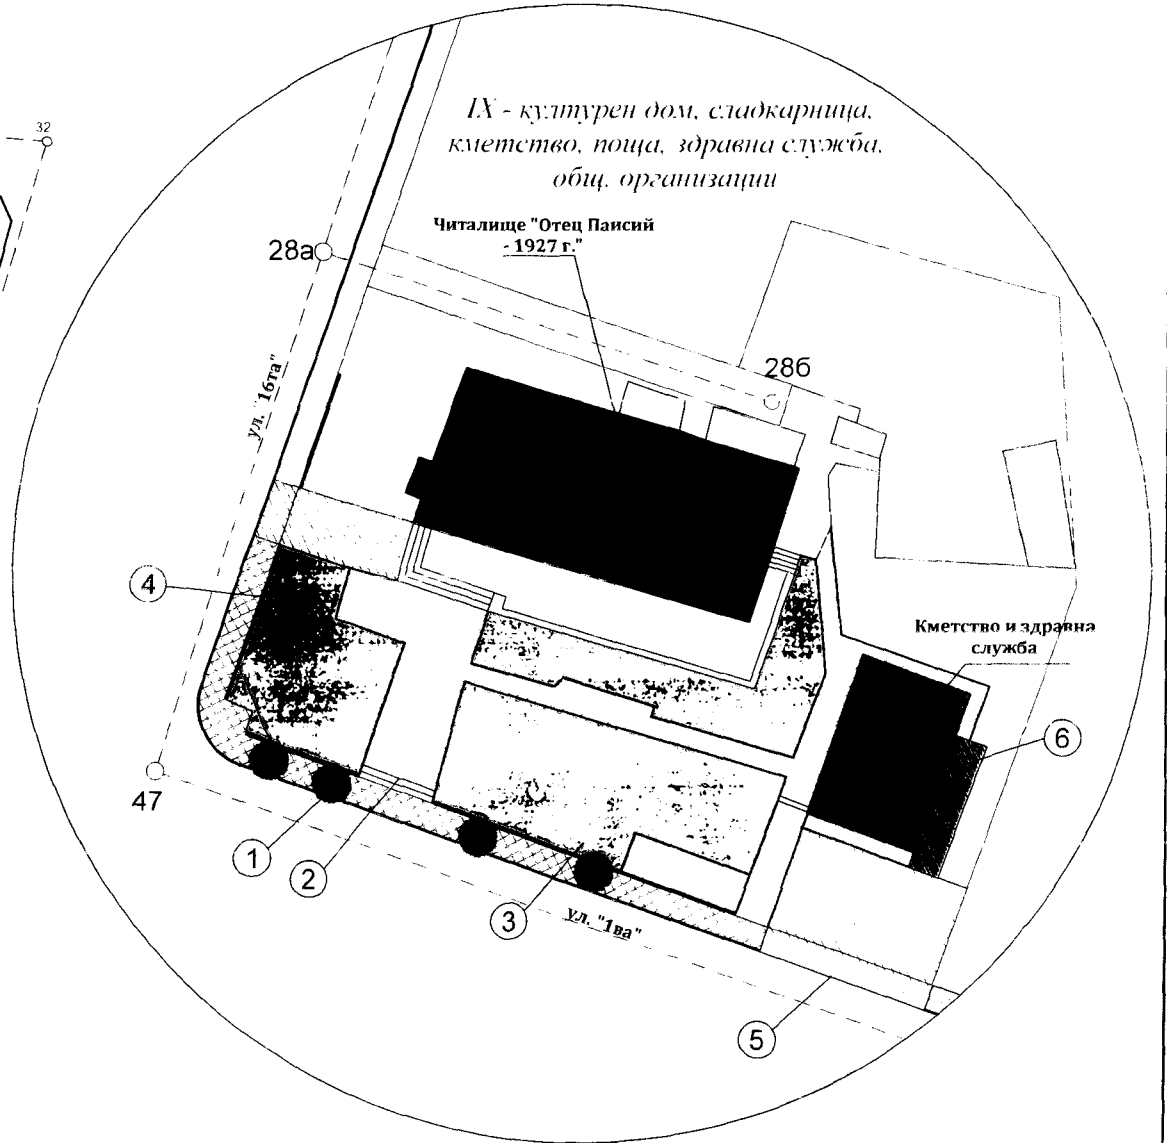 32
IX - културен дом, сладкарница,
кметство, поща, здравна служба,
общ. организации
Читалище "Отец Паисий
- 1927 г."
28а
28б
ул. "16та"
4
Кметство и здравна
служба
6
47
1
2
3
ул. "1ва"
5